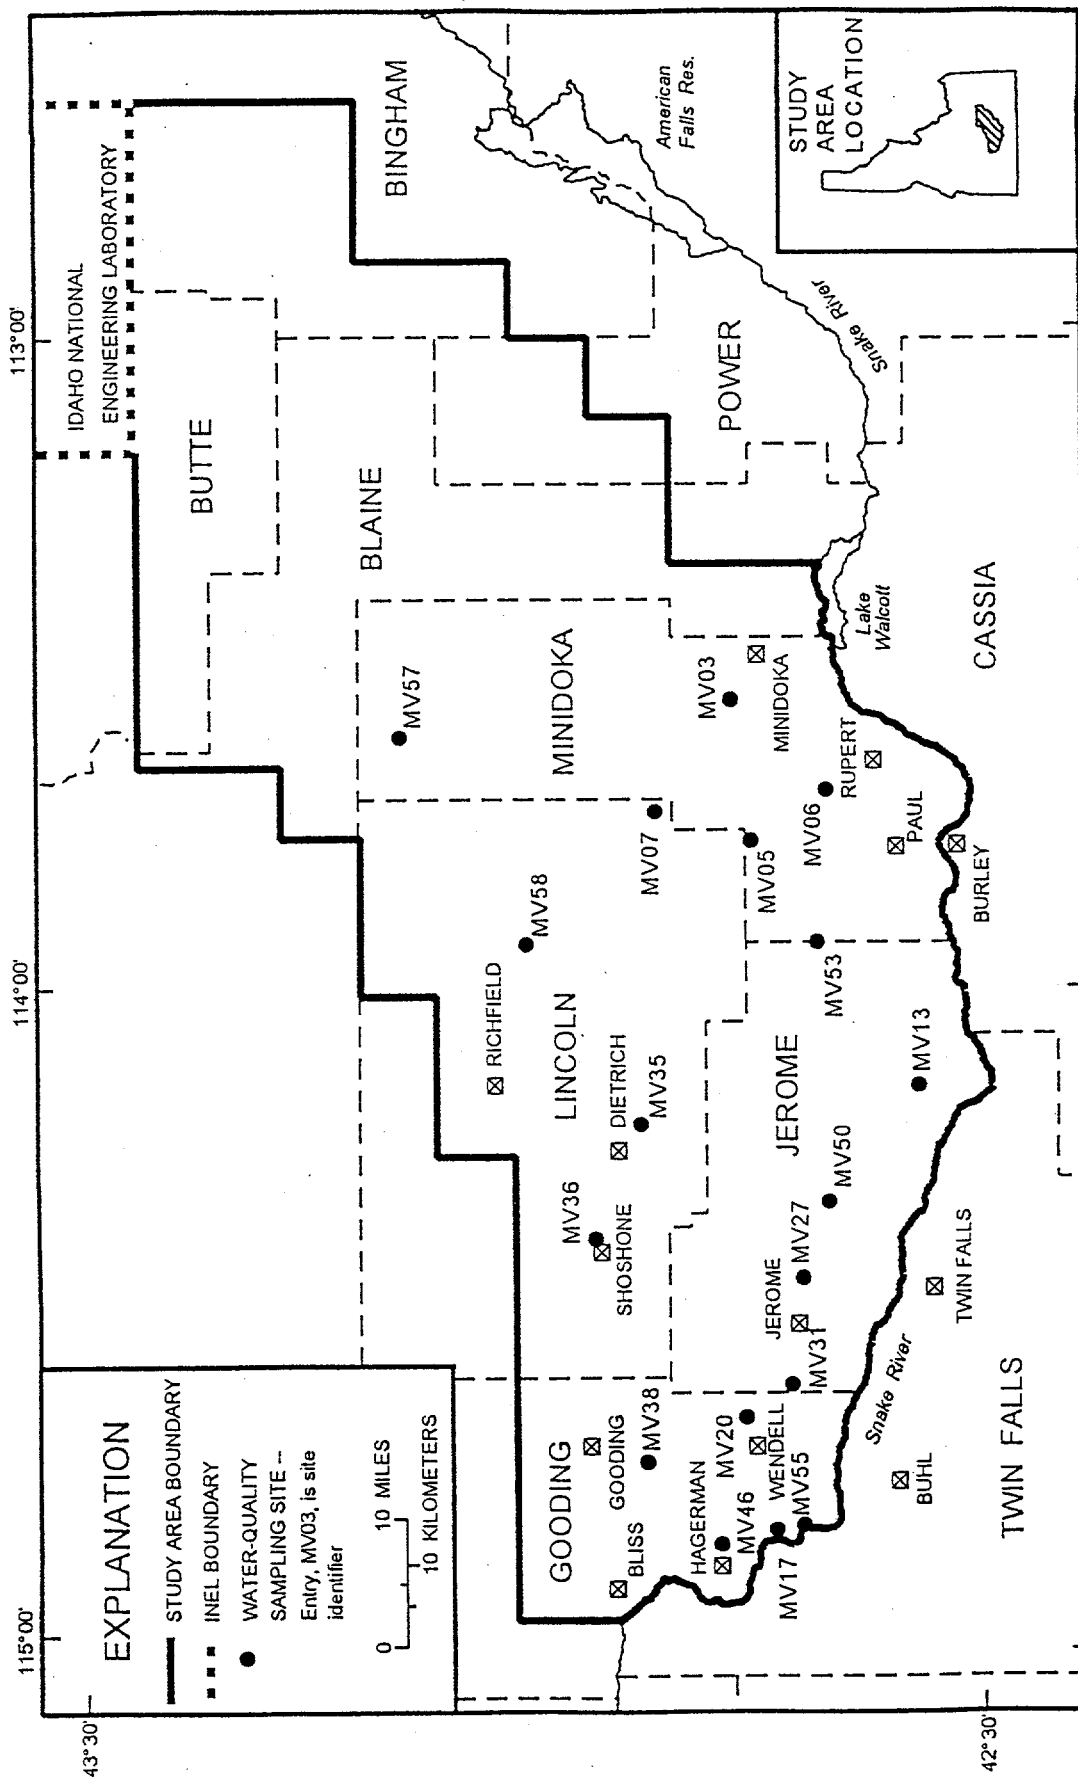 115°00'
114°00'
113°00'
43°30'
42°30'
EXPLANATION
STUDY AREA BOUNDARY
INEL BOUNDARY
WATER-QUALITY
SAMPLING SITE --
Entry, MV03, is site
identifier
0
10 MILES
10 KILOMETERS
IDAHO NATIONAL
ENGINEERING LABORATORY
BUTTE
BINGHAM
BLAINE
MV57
American
Falls Res.
RICHFIELD
MV58
MINIDOKA
LINCOLN
GOODING
MV36
SHOSHONE
DIETRICH
MV35
MV07
GOODING
MV38
BLISS
POWER
MV03
MINIDOKA
MV05
HAGERMAN
MV46
MV20
WENDELL
MV55
MV17
MV31
JEROME
MV27
JEROME
MV50
MV53
MV06
RUPERT
PAUL
MV13
BURLEY
Lake
Walcott
Snake River
Snake River
BUHL
TWIN FALLS
TWIN FALLS
CASSIA
STUDY
AREA
LOCATION